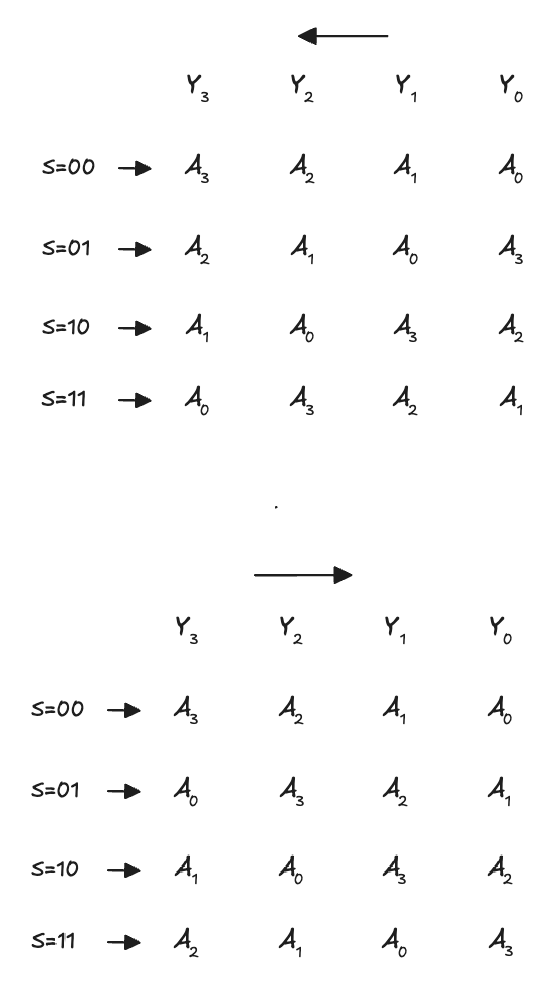 ← 
Y₃ Y₂ Y₁ Y₀
S=00 → A₃ A₂ A₁ A₀
S=01 → A₂ A₁ A₀ A₃
S=10 → A₁ A₀ A₃ A₂
S=11 → A₀ A₃ A₂ A₁
→
Y₃ Y₂ Y₁ Y₀
S=00 → A₃ A₂ A₁ A₀
S=01 → A₀ A₃ A₂ A₁
S=10 → A₁ A₀ A₃ A₂
S=11 → A₂ A₁ A₀ A₃